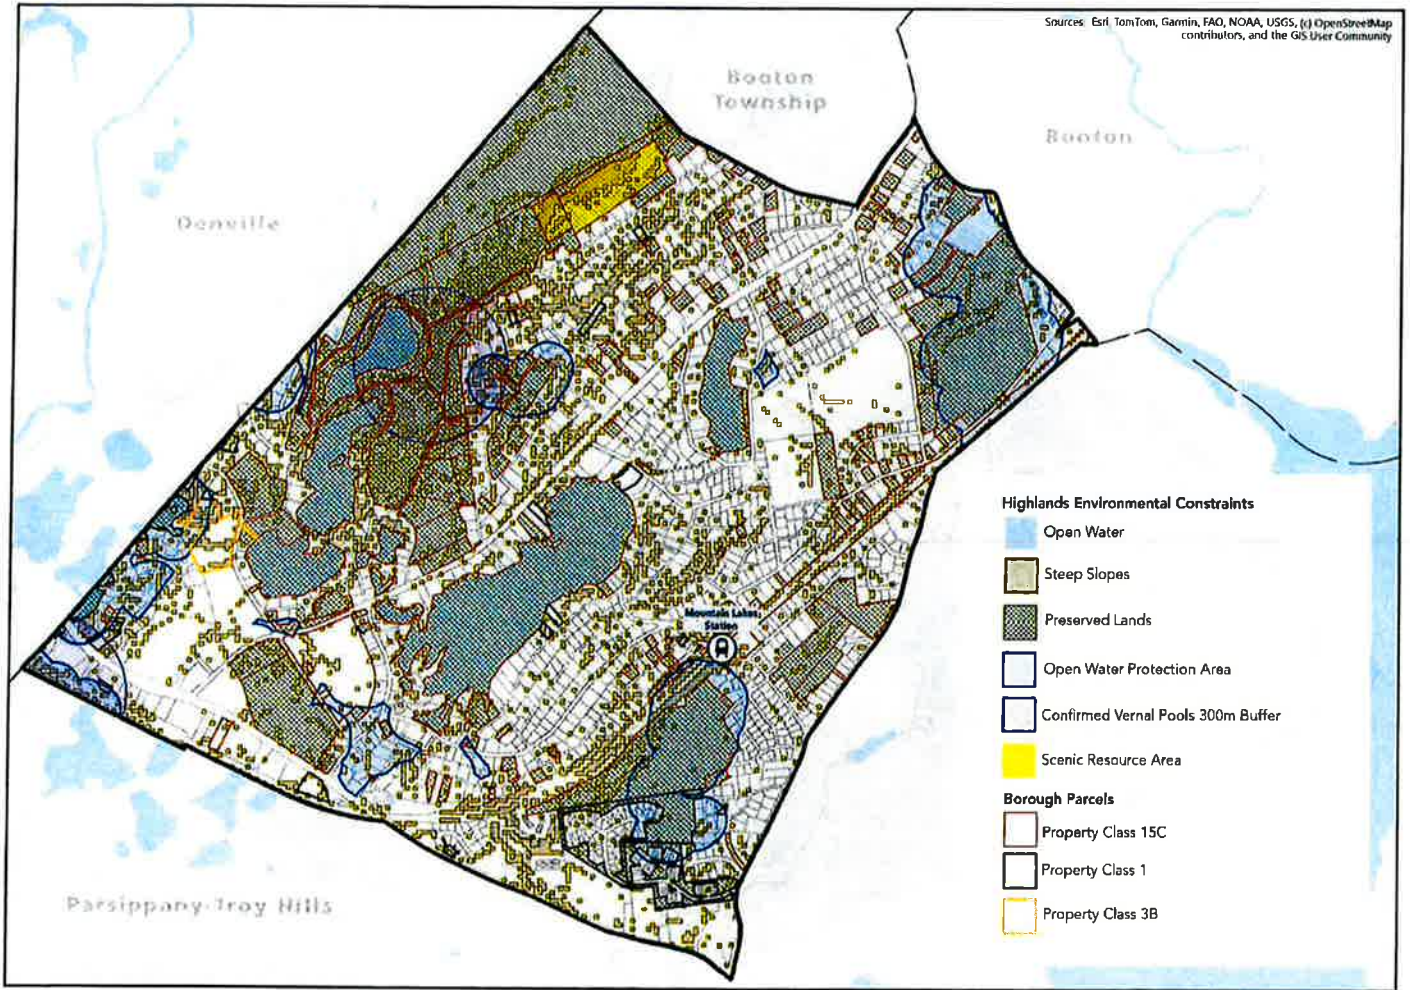 Sources: Esri, TomTom, Garmin, FAO, NOAA, USGS, (c) OpenStreetMap
contributors, and the GIS User Community
Boonton
Township
Boonton
Denville
Mountain Lakes
Station
Highlands Environmental Constraints
Open Water
Steep Slopes
Preserved Lands
Open Water Protection Area
Confirmed Vernal Pools 300m Buffer
Scenic Resource Area
Borough Parcels
Property Class 15C
Property Class 1
Property Class 3B
Parsippany-Troy Hills